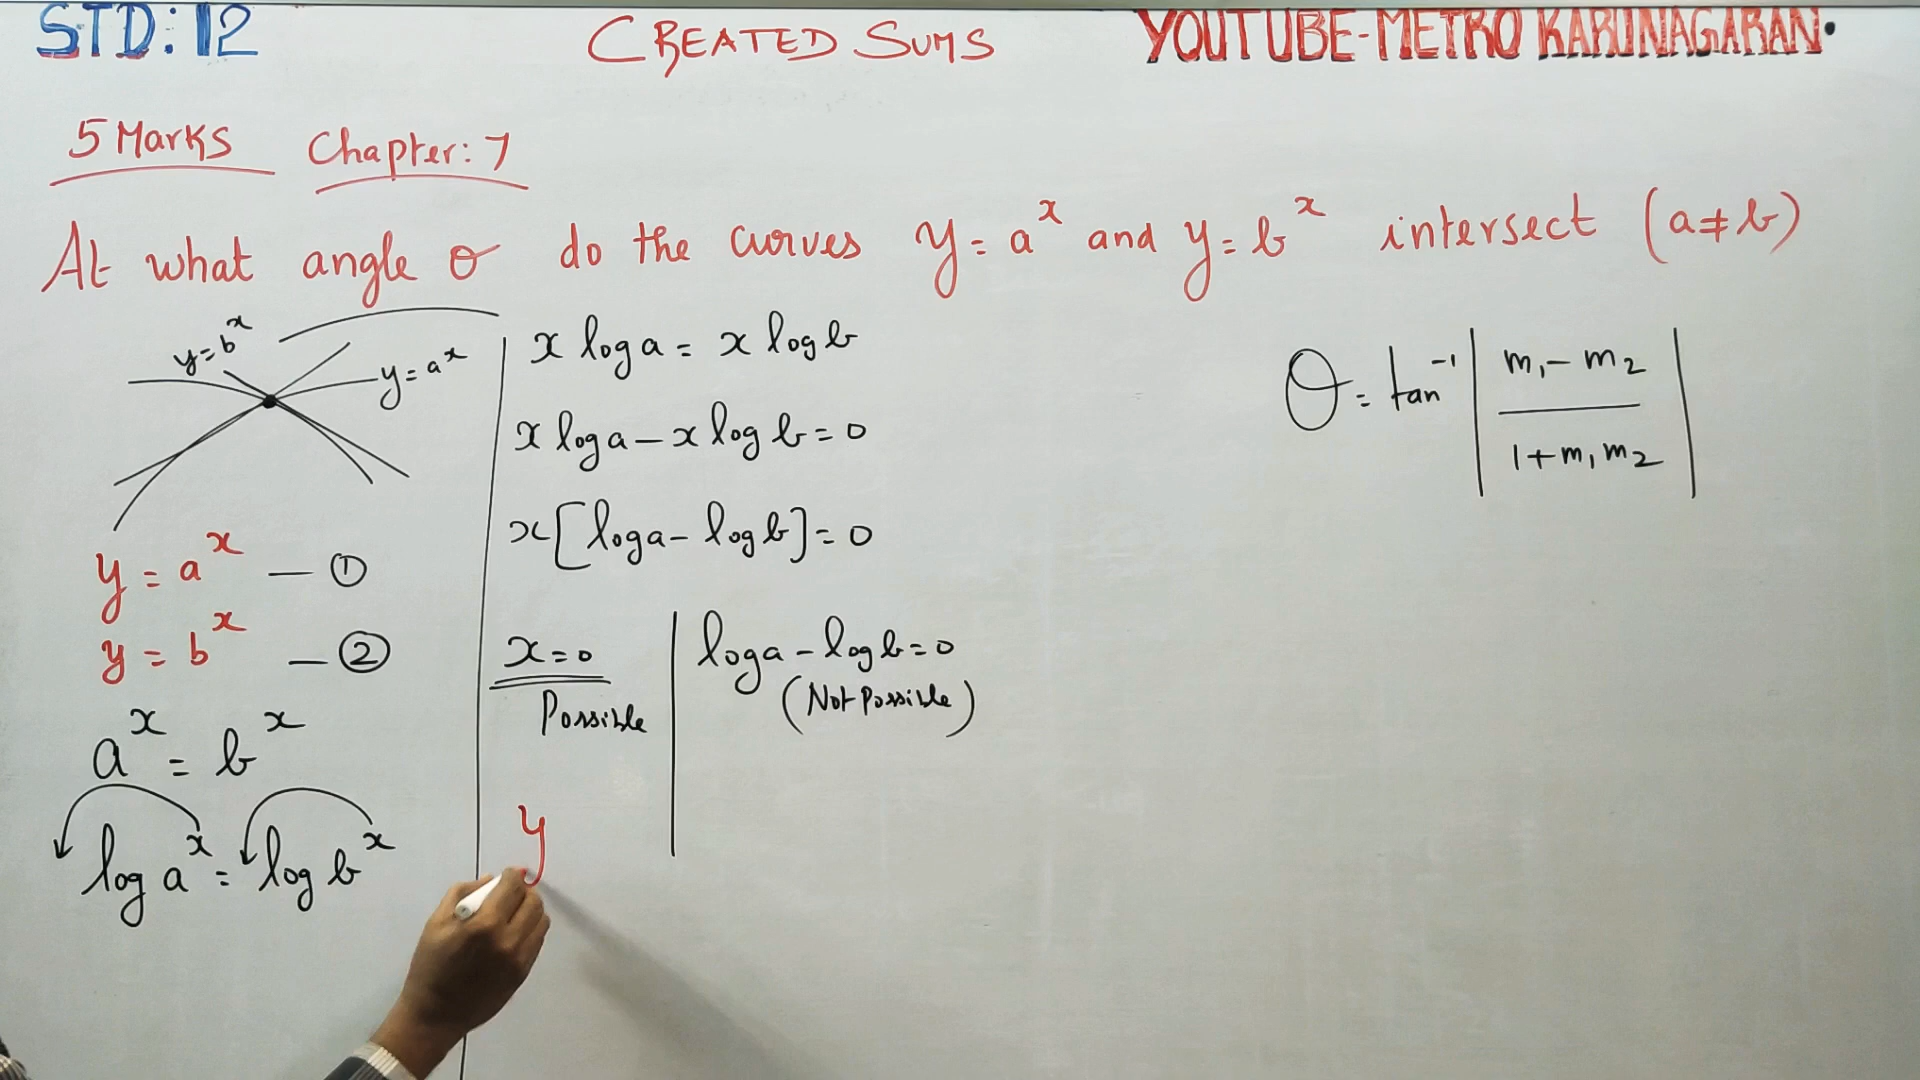 STD: 12
CREATED SUMS
YOUTUBE-METRO KARUNAGARAN.
5 Marks Chapter: 7
At what angle θ do the curves y = a^x and y = b^x intersect (a ≠ b)
y = b^x
y = a^x
y = a^x — ①
y = b^x — ②
a^x = b^x
log a^x = log b^x
x log a = x log b
x log a – x log b = 0
x[log a – log b] = 0
x = 0
Possible
log a – log b = 0
(Not Possible)
y
θ = tan^-1 | m1 – m2 / 1 + m1 m2 |